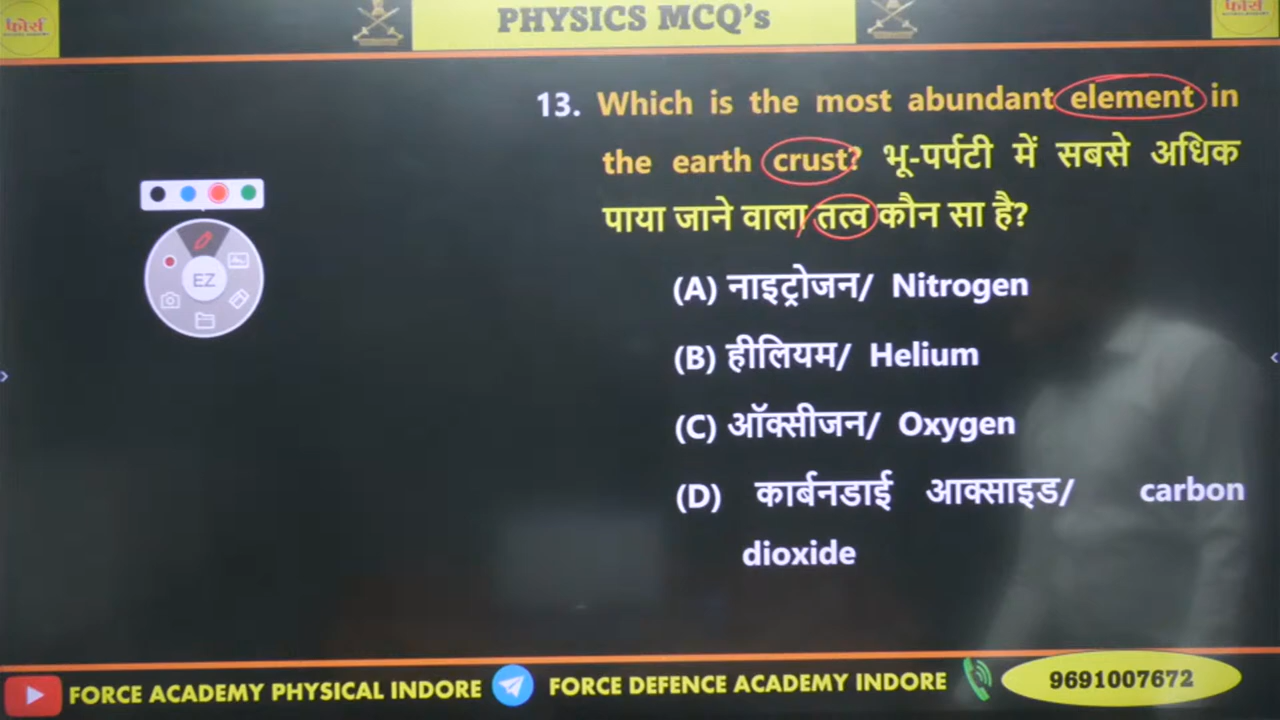 फोर्स
PHYSICS MCQ's
फोर्स
13. Which is the most abundant element in
the earth crust? भू-पर्पटी में सबसे अधिक
पाया जाने वाला तत्व कौन सा है?
EZ
(A) नाइट्रोजन/ Nitrogen
(B) हीलियम/ Helium
(C) ऑक्सीजन/ Oxygen
(D) कार्बनडाई आक्साइड/ carbon
dioxide
FORCE ACADEMY PHYSICAL INDORE
FORCE DEFENCE ACADEMY INDORE
9691007672